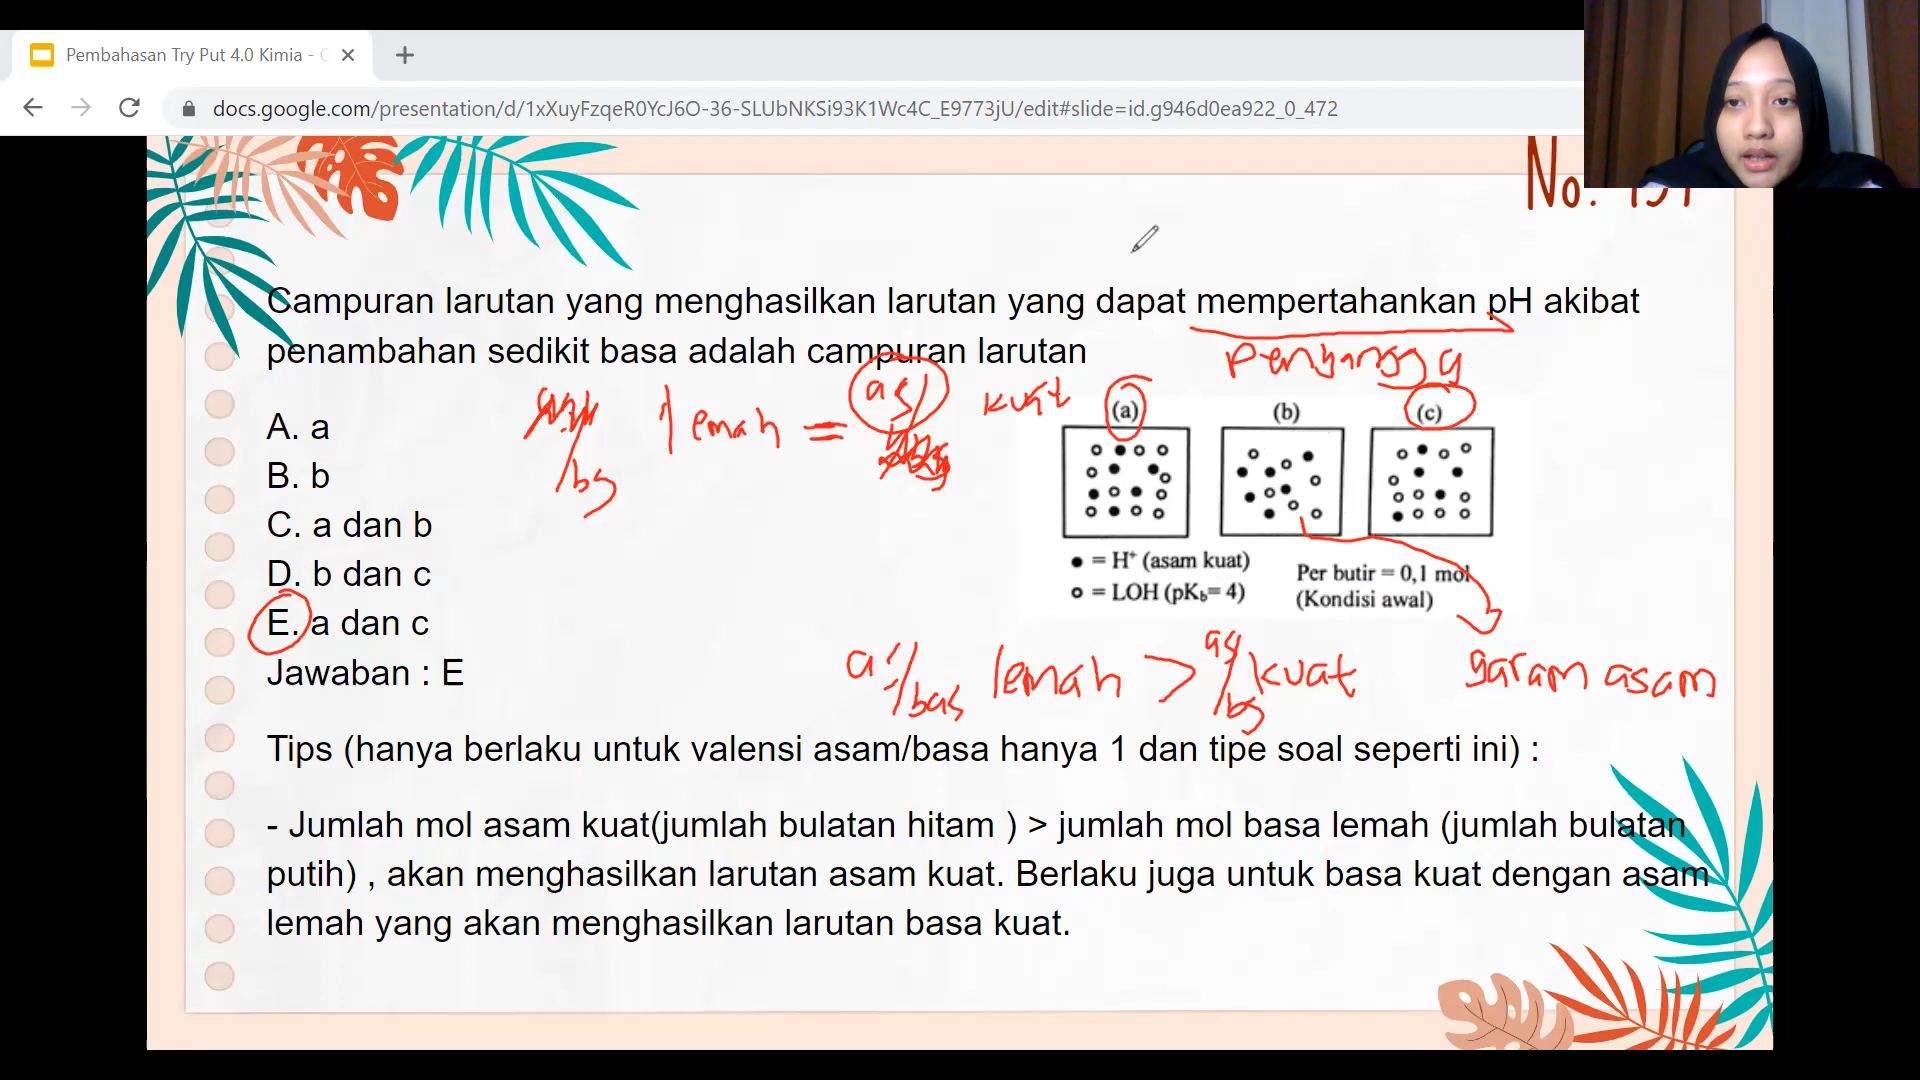 Pembahasan Try Put 4.0 Kimia -
docs.google.com/presentation/d/1xXuyFzqeR0YcJ6O-36-SLUbNKSi93K1Wc4C_E9773jU/edit#slide=id.g946d0ea922_0_472
No.
Campuran larutan yang menghasilkan larutan yang dapat mempertahankan pH akibat
penambahan sedikit basa adalah campuran larutan
Penyangga
A. a
B. b
C. a dan b
D. b dan c
E. a dan c
Jawaban : E
bs
lemah = as/ kuat
(a) (b) (c)
● = H⁺ (asam kuat)
○ = LOH (pK_b= 4)
Per butir = 0,1 mol
(Kondisi awal)
as/bas lemah > as/bs kuat
garam asam
Tips (hanya berlaku untuk valensi asam/basa hanya 1 dan tipe soal seperti ini) :
- Jumlah mol asam kuat(jumlah bulatan hitam ) > jumlah mol basa lemah (jumlah bulatan
putih) , akan menghasilkan larutan asam kuat. Berlaku juga untuk basa kuat dengan asam
lemah yang akan menghasilkan larutan basa kuat.